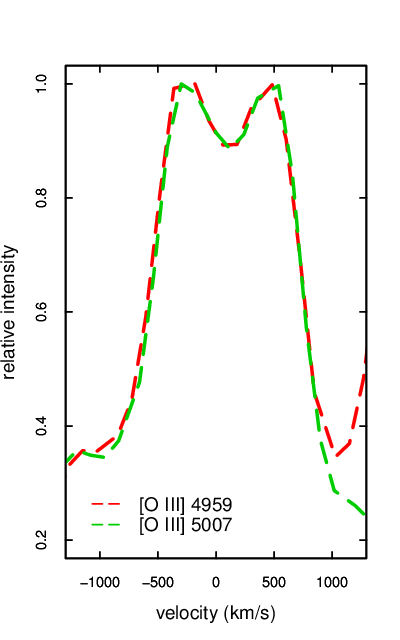 1.0
0.8
0.6
0.4
0.2
relative intensity
[O III] 4959
[O III] 5007
−1000 −500 0 500 1000
velocity (km/s)